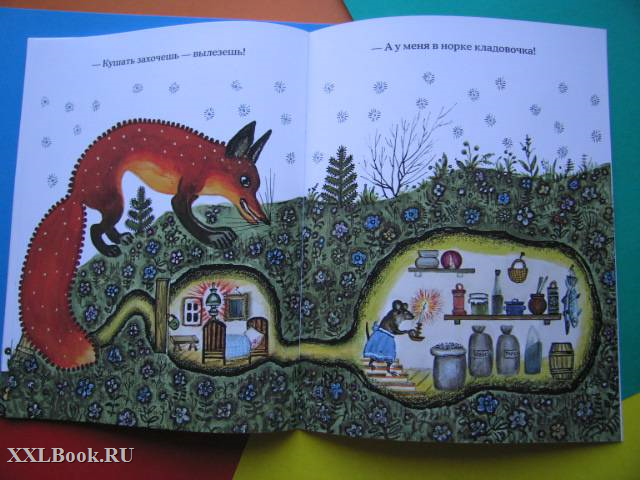 — Кушать захочешь — вылезешь!
— А у меня в норке кладовочка!
XXLBook.RU